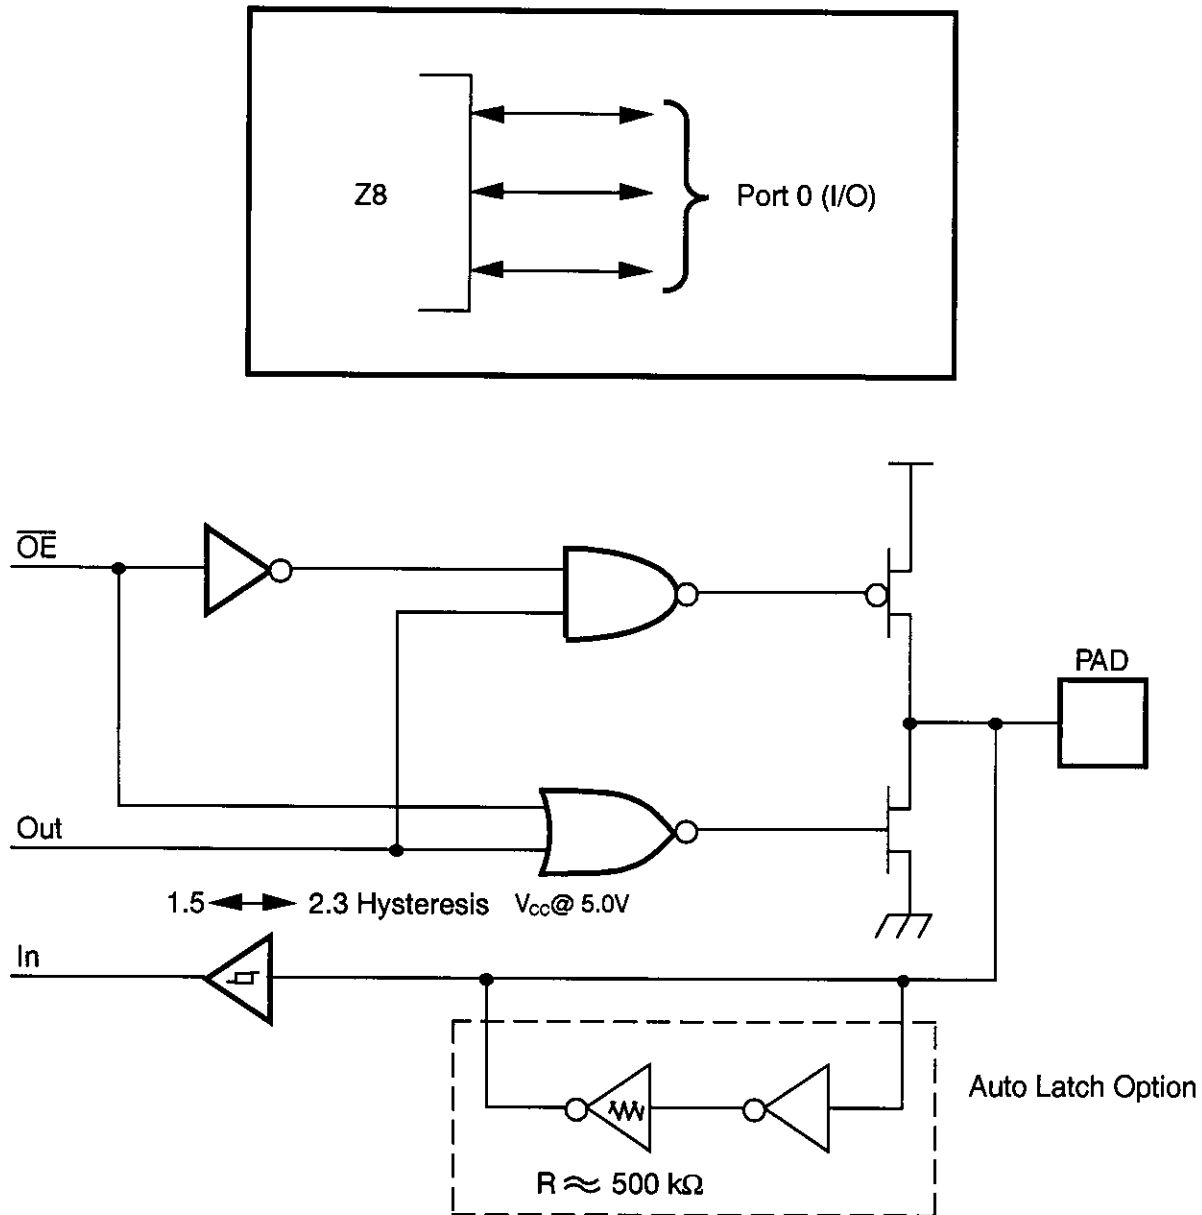 Z8
Port 0 (I/O)
O̅E̅
PAD
Out
1.5 2.3 Hysteresis VCC@ 5.0V
In
Auto Latch Option
R ≈ 500 kΩ